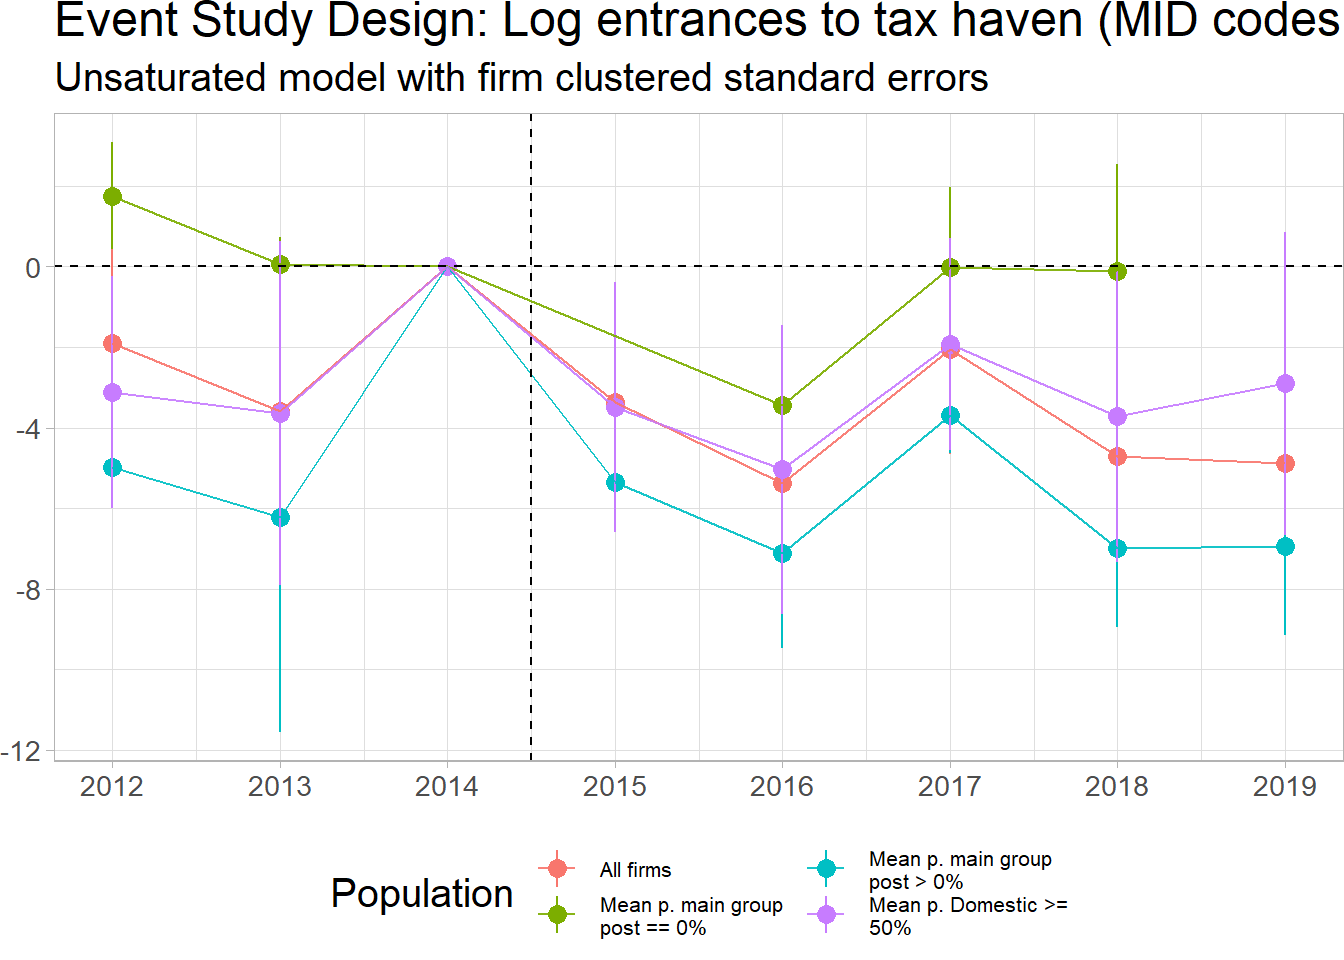 Event Study Design: Log entrances to tax haven (MID codes
Unsaturated model with firm clustered standard errors
0
-4
-8
-12
2012 2013 2014 2015 2016 2017 2018 2019
Population
All firms
Mean p. main group
post == 0%
Mean p. main group
post > 0%
Mean p. Domestic >=
50%